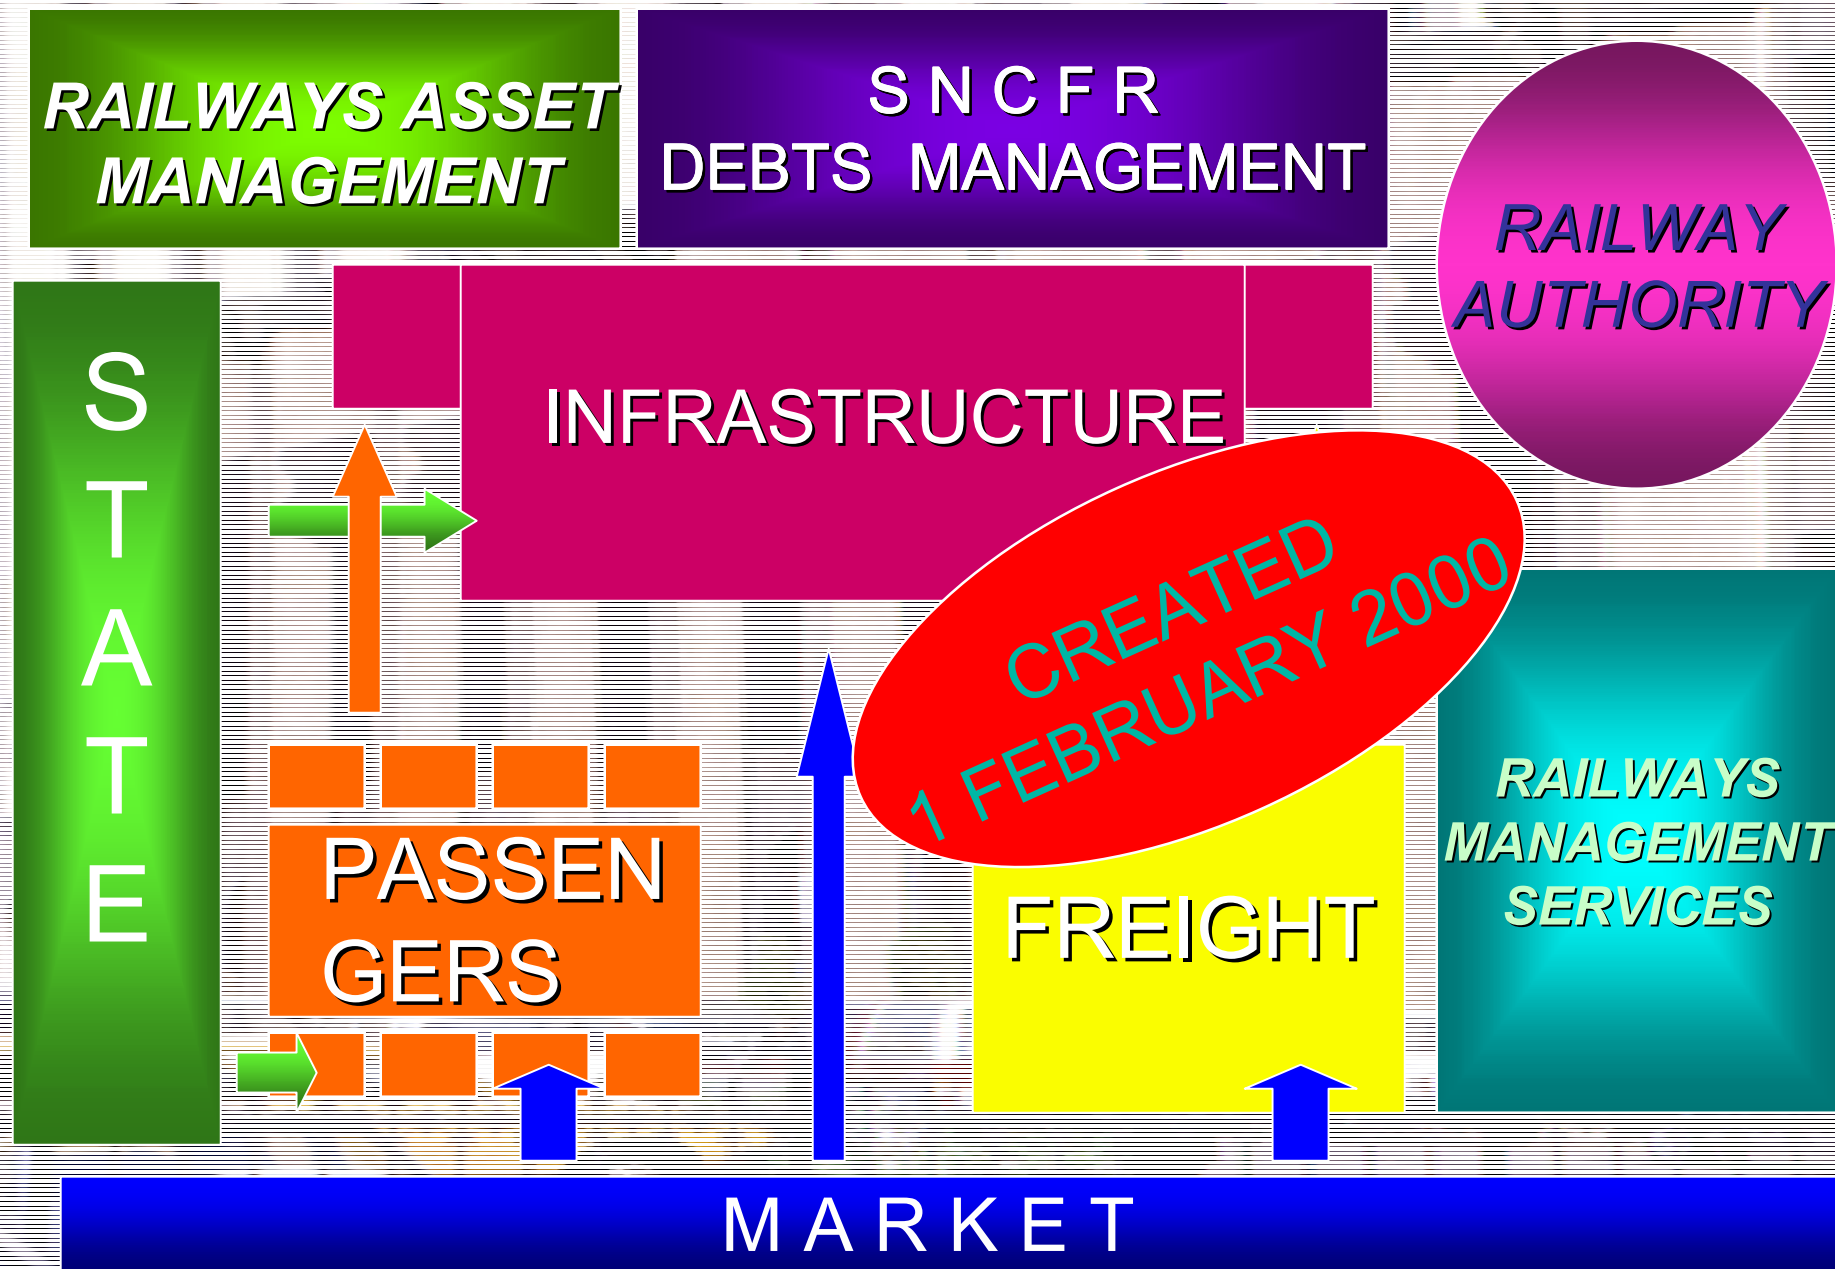 RAILWAYS ASSET
MANAGEMENT
S N C F R
DEBTS MANAGEMENT
RAILWAY
AUTHORITY
S
T
A
T
E
INFRASTRUCTURE
CREATED
1 FEBRUARY 2000
PASSEN
GERS
FREIGHT
RAILWAYS
MANAGEMENT
SERVICES
M A R K E T